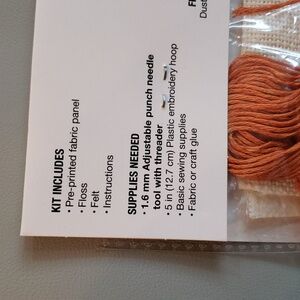 KIT INCLUDES
• Pre-printed fabric panel
• Floss
• Felt
• Instructions
SUPPLIES NEEDED
• 1.6 mm Adjustable punch needle
tool with threader
• 5 in (12.7 cm) Plastic embroidery hoop
• Basic sewing supplies
• Fabric or craft glue